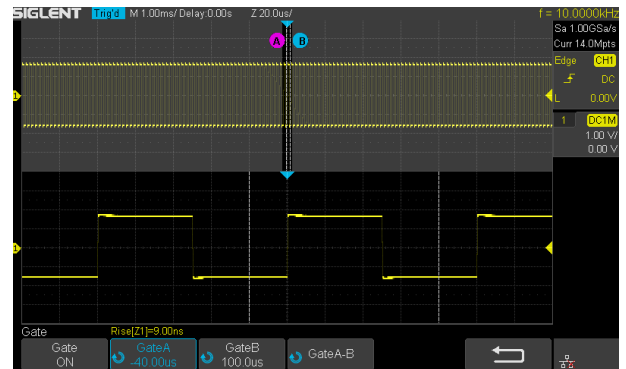 SIGLENT Trig'd M 1.00ms/ Delay:0.00s Z 20.0us/ f = 10.0000kHz
Sa 1.00GSa/s
Curr 14.0Mpts
Edge CH1
DC
L 0.00V
1 DC1M
1.00 V/
0.00 V
A B
1
1
Gate Rise[Z1]=9.00ns
Gate
ON
GateA
-40.00us
GateB
100.0us
GateA-B